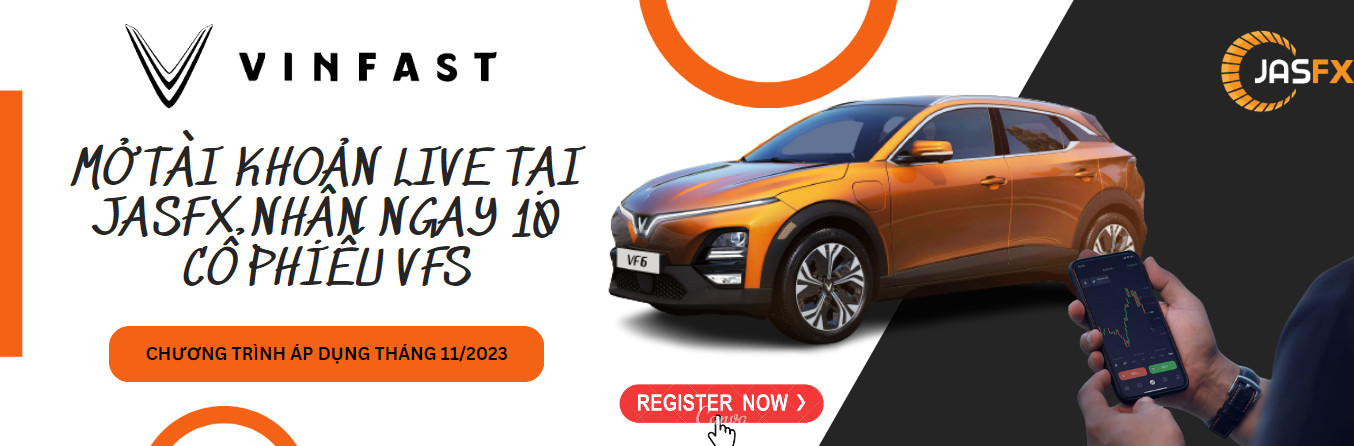 VINFAST
JASFX
MỞ TÀI KHOẢN LIVE TẠI
JASFX, NHẬN NGAY 10
CỔ PHIẾU VFS
VF6
CHƯƠNG TRÌNH ÁP DỤNG THÁNG 11/2023
REGISTER NOW
Canva